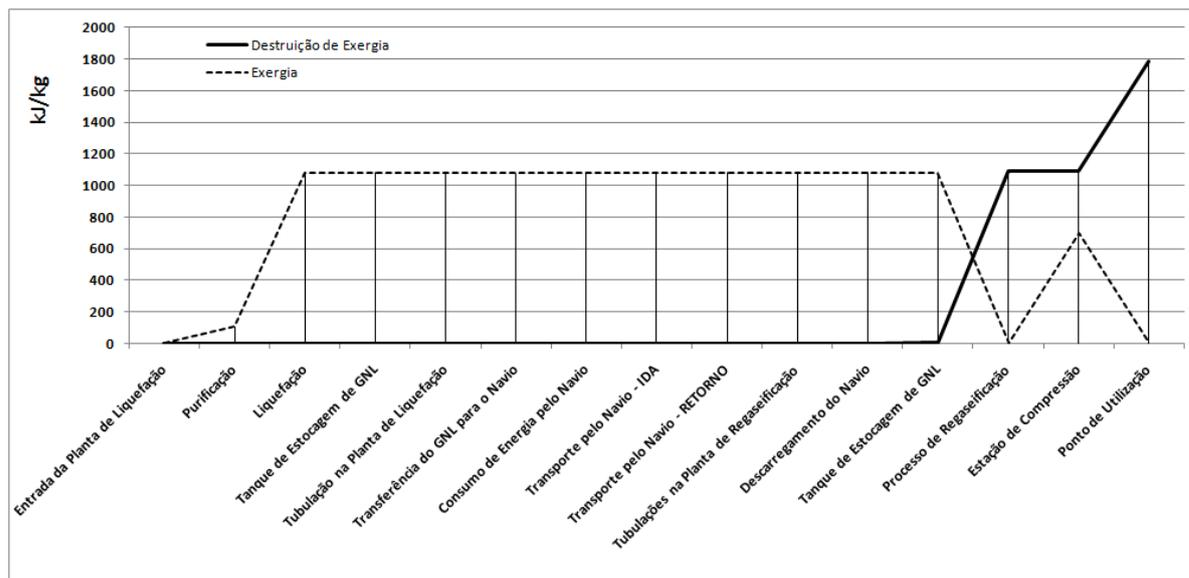 2000
1800
1600
1400
1200
1000
800
600
400
200
0
kJ/kg
Destruição de Exergia
Exergia
Entrada da Planta de Liquefação
Purificação
Liquefação
Tanque de Estocagem de GNL
Tubulação na Planta de Liquefação
Transferência do GNL para o Navio
Consumo de Energia pelo Navio
Transporte pelo Navio - IDA
Transporte pelo Navio - RETORNO
Tubulações na Planta de Regaseificação
Descarregamento do Navio
Tanque de Estocagem de GNL
Processo de Regaseificação
Estação de Compressão
Ponto de Utilização